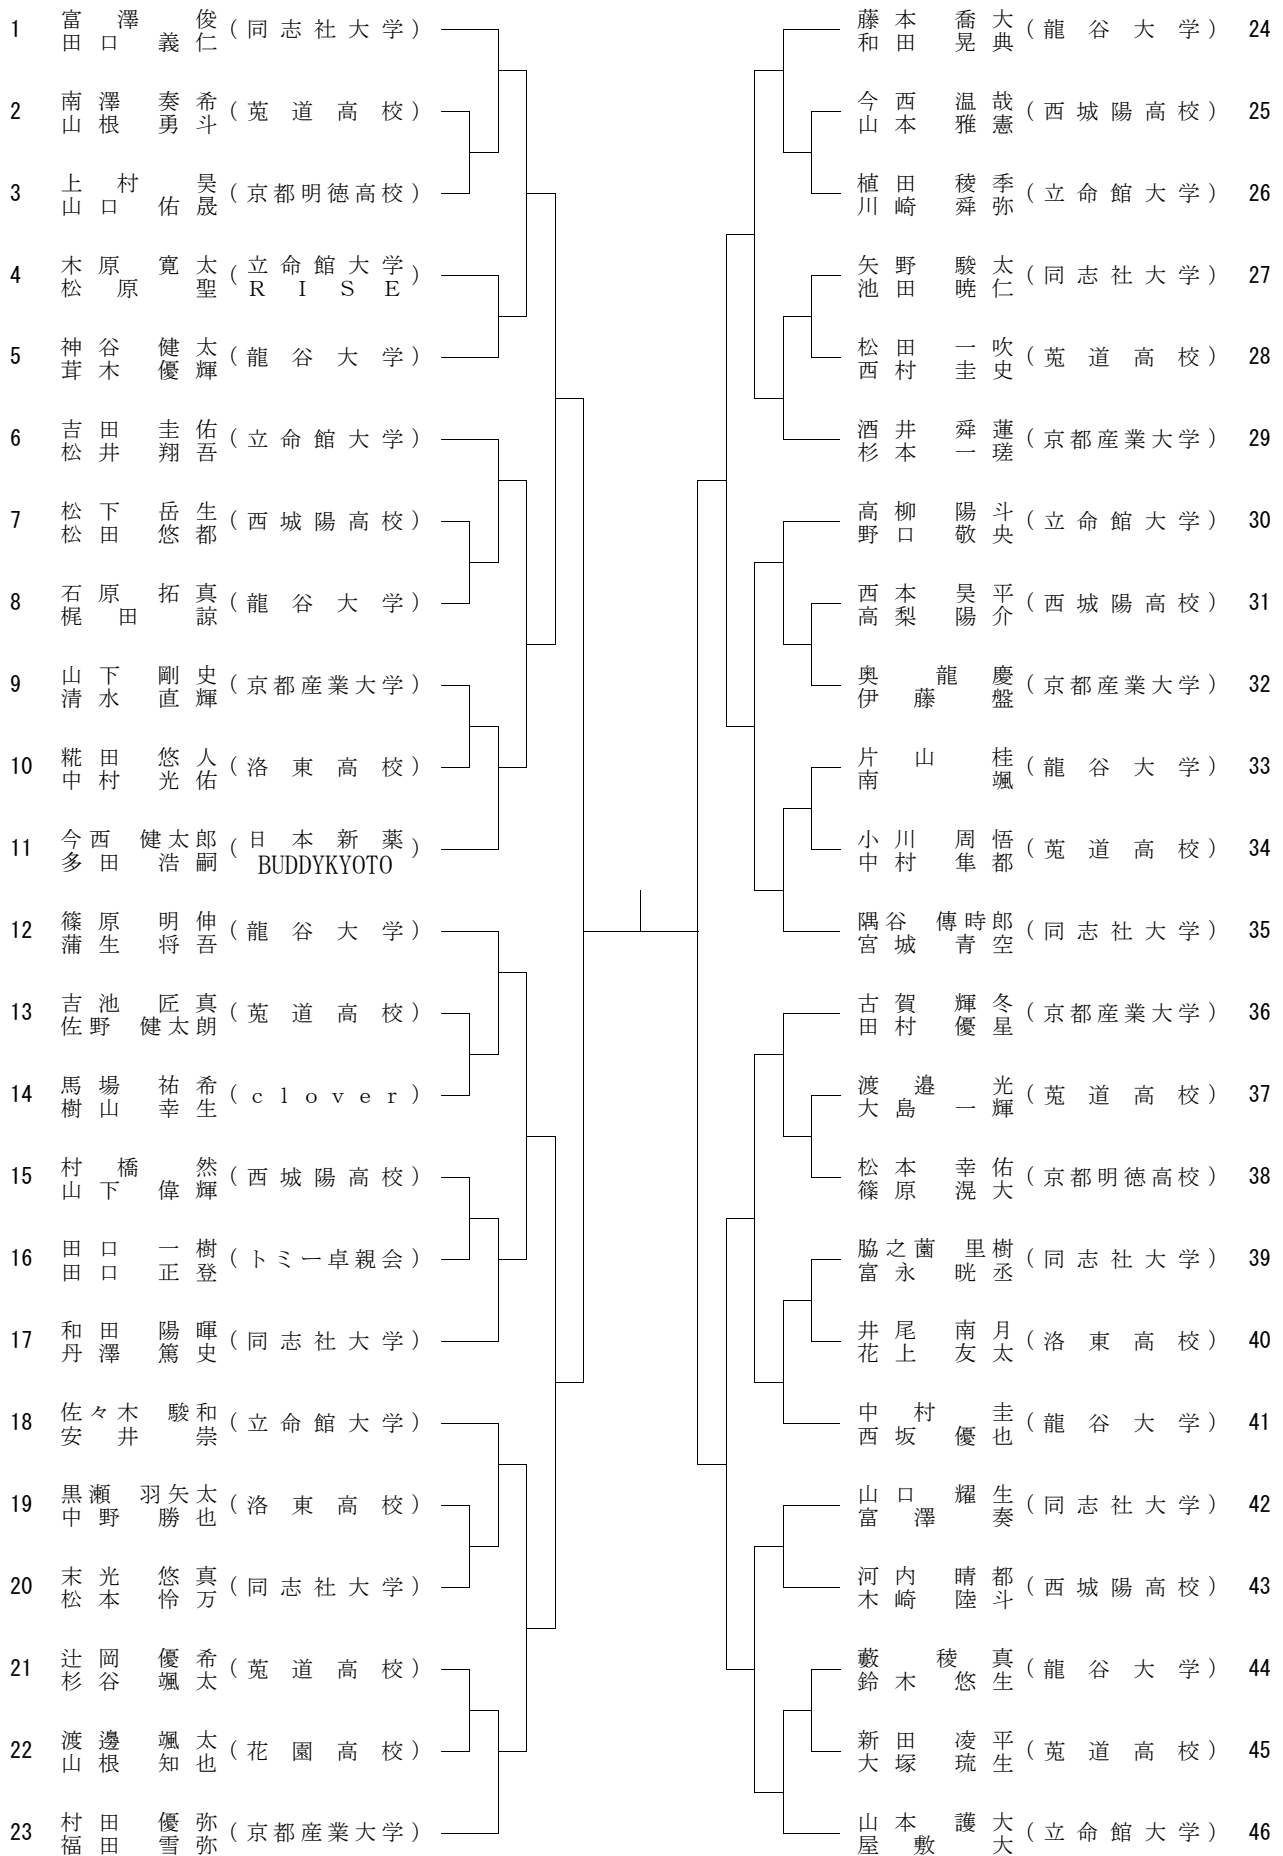 1 富澤 俊 (同志社大学)
田口 義仁
2 南澤 奏希 (莵道高校)
山根 勇斗
3 上村 昊 (京都明徳高校)
山口 佑晟
4 木原 寛太 (立命館大学
松原 聖 RISE)
5 神谷 健太 (龍谷大学)
茸木 優輝
6 吉田 圭佑 (立命館大学)
松井 翔吾
7 松下 岳生 (西城陽高校)
松田 悠都
8 石原 拓真 (龍谷大学)
梶田 諒
9 山下 剛史 (京都産業大学)
清水 直輝
10 糀田 悠人 (洛東高校)
中村 光佑
11 今西 健太郎 (日本新薬
多田 浩嗣 BUDDYKYOTO)
12 篠原 明伸 (龍谷大学)
蒲生 将吾
13 吉池 匠真 (莵道高校)
佐野 健太朗
14 馬場 祐希 (clover)
樹山 幸生
15 村橋 然 (西城陽高校)
山下 偉輝
16 田口 一樹 (トミー卓親会)
田口 正登
17 和田 陽暉 (同志社大学)
丹澤 篤史
18 佐々木 駿和 (立命館大学)
安井 崇
19 黒瀬 羽矢太 (洛東高校)
中野 勝也
20 末光 悠真 (同志社大学)
松本 怜万
21 辻岡 優希 (莵道高校)
杉谷 颯太
22 渡邊 颯太 (花園高校)
山根 知也
23 村田 優弥 (京都産業大学)
福田 雪弥
藤本 喬大 (龍谷大学) 24
和田 晃典
今西 温哉 (西城陽高校) 25
山本 雅憲
植田 稜季 (立命館大学) 26
川崎 舜弥
矢野 駿太 (同志社大学) 27
池田 暁仁
松田 一吹 (莵道高校) 28
西村 圭史
酒井 舜蓮 (京都産業大学) 29
杉本 一瑳
高柳 陽斗 (立命館大学) 30
野口 敬央
西本 昊平 (西城陽高校) 31
高梨 陽介
奥 龍慶 (京都産業大学) 32
伊藤 盤
片山 桂 (龍谷大学) 33
南 颯
小川 周悟 (莵道高校) 34
中村 隼都
隅谷 傳時郎 (同志社大学) 35
宮城 青空
古賀 輝冬 (京都産業大学) 36
田村 優星
渡邉 光 (莵道高校) 37
大島 一輝
松本 幸佑 (京都明徳高校) 38
篠原 滉大
脇之薗 里樹 (同志社大学) 39
富永 晄丞
井尾 南月 (洛東高校) 40
花上 友太
中村 圭 (龍谷大学) 41
西坂 優也
山口 耀生 (同志社大学) 42
富澤 奏
河内 晴都 (西城陽高校) 43
木崎 陸斗
藪 稜真 (龍谷大学) 44
鈴木 悠生
新田 凌平 (莵道高校) 45
大塚 琉生
山本 護大 (立命館大学) 46
屋敷 大